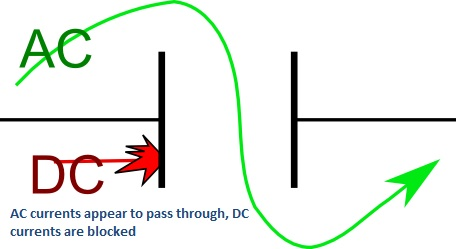 AC
DC
AC currents appear to pass through, DC
currents are blocked